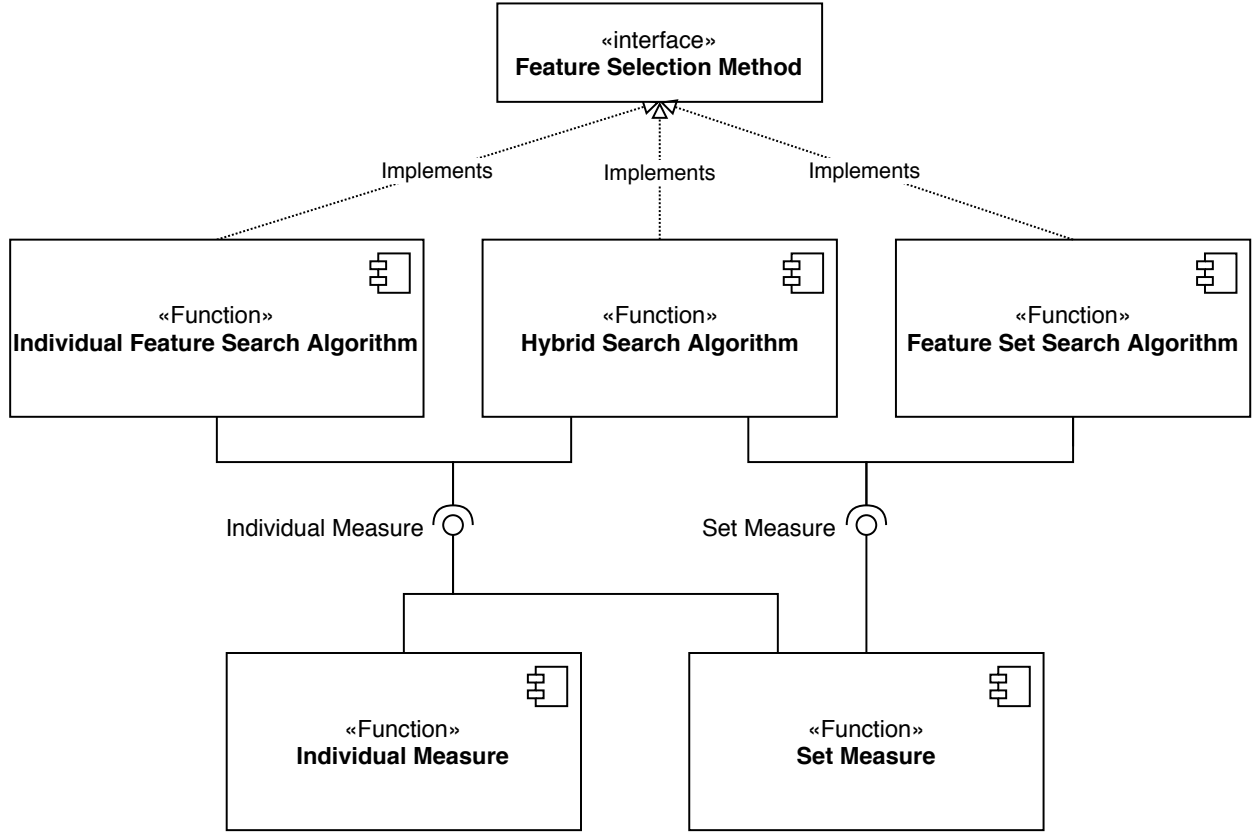 «interface»
Feature Selection Method
Implements
Implements
Implements
«Function»
Individual Feature Search Algorithm
«Function»
Hybrid Search Algorithm
«Function»
Feature Set Search Algorithm
Individual Measure
Set Measure
«Function»
Individual Measure
«Function»
Set Measure